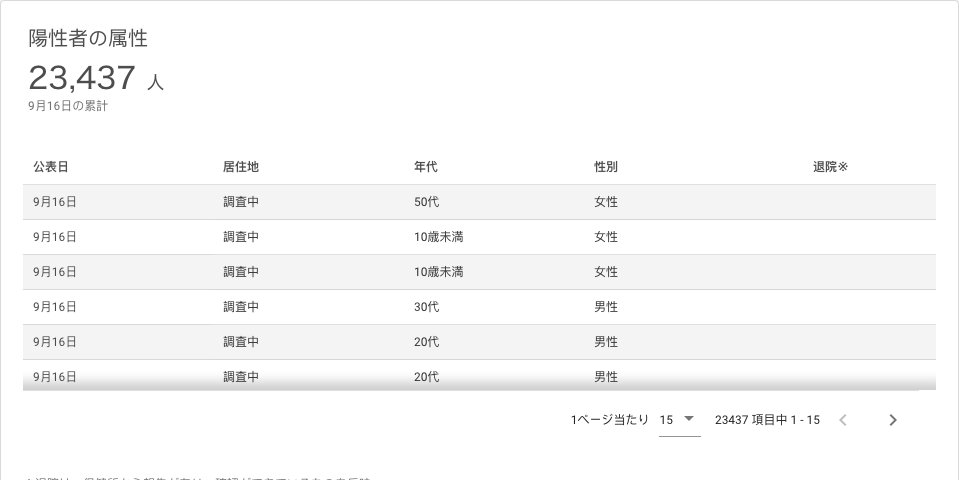 陽性者の属性
23,437 人
9月16日の累計
公表日 居住地 年代 性別 退院※
9月16日 調査中 50代 女性
9月16日 調査中 10歳未満 女性
9月16日 調査中 10歳未満 女性
9月16日 調査中 30代 男性
9月16日 調査中 20代 男性
9月16日 調査中 20代 男性
1ページ当たり 15 23437 項目中 1 - 15